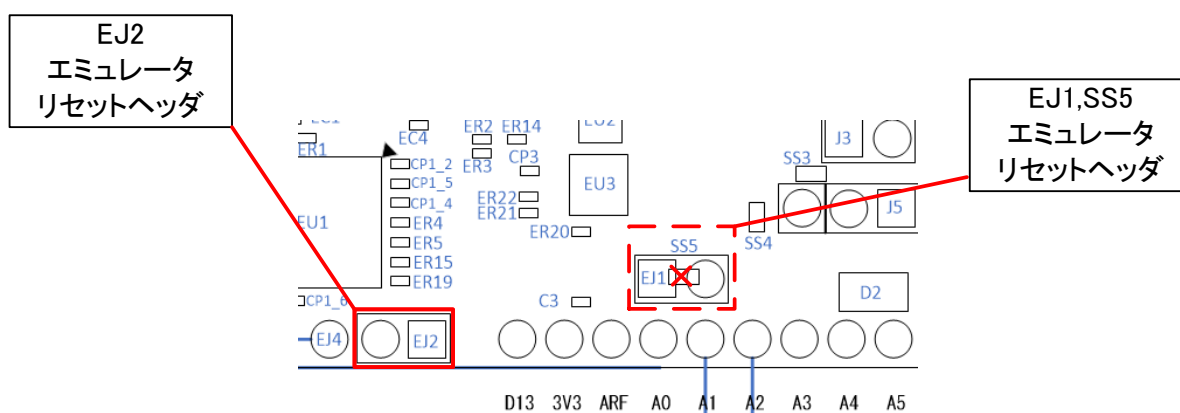 EJ2
エミュレータ
リセットヘッダ
EJ1,SS5
エミュレータ
リセットヘッダ
EC4
ER2
ER14
EU2
J3
ER1
ER3
CP3
SS3
CP1_2
CP1_5
CP1_4
EU3
ER22
ER21
J5
EU1
ER4
ER5
ER20
SS5
SS4
ER15
ER19
EJ1
D2
CP1_6
C3
EJ4
EJ2
D13 3V3 ARF A0 A1 A2 A3 A4 A5